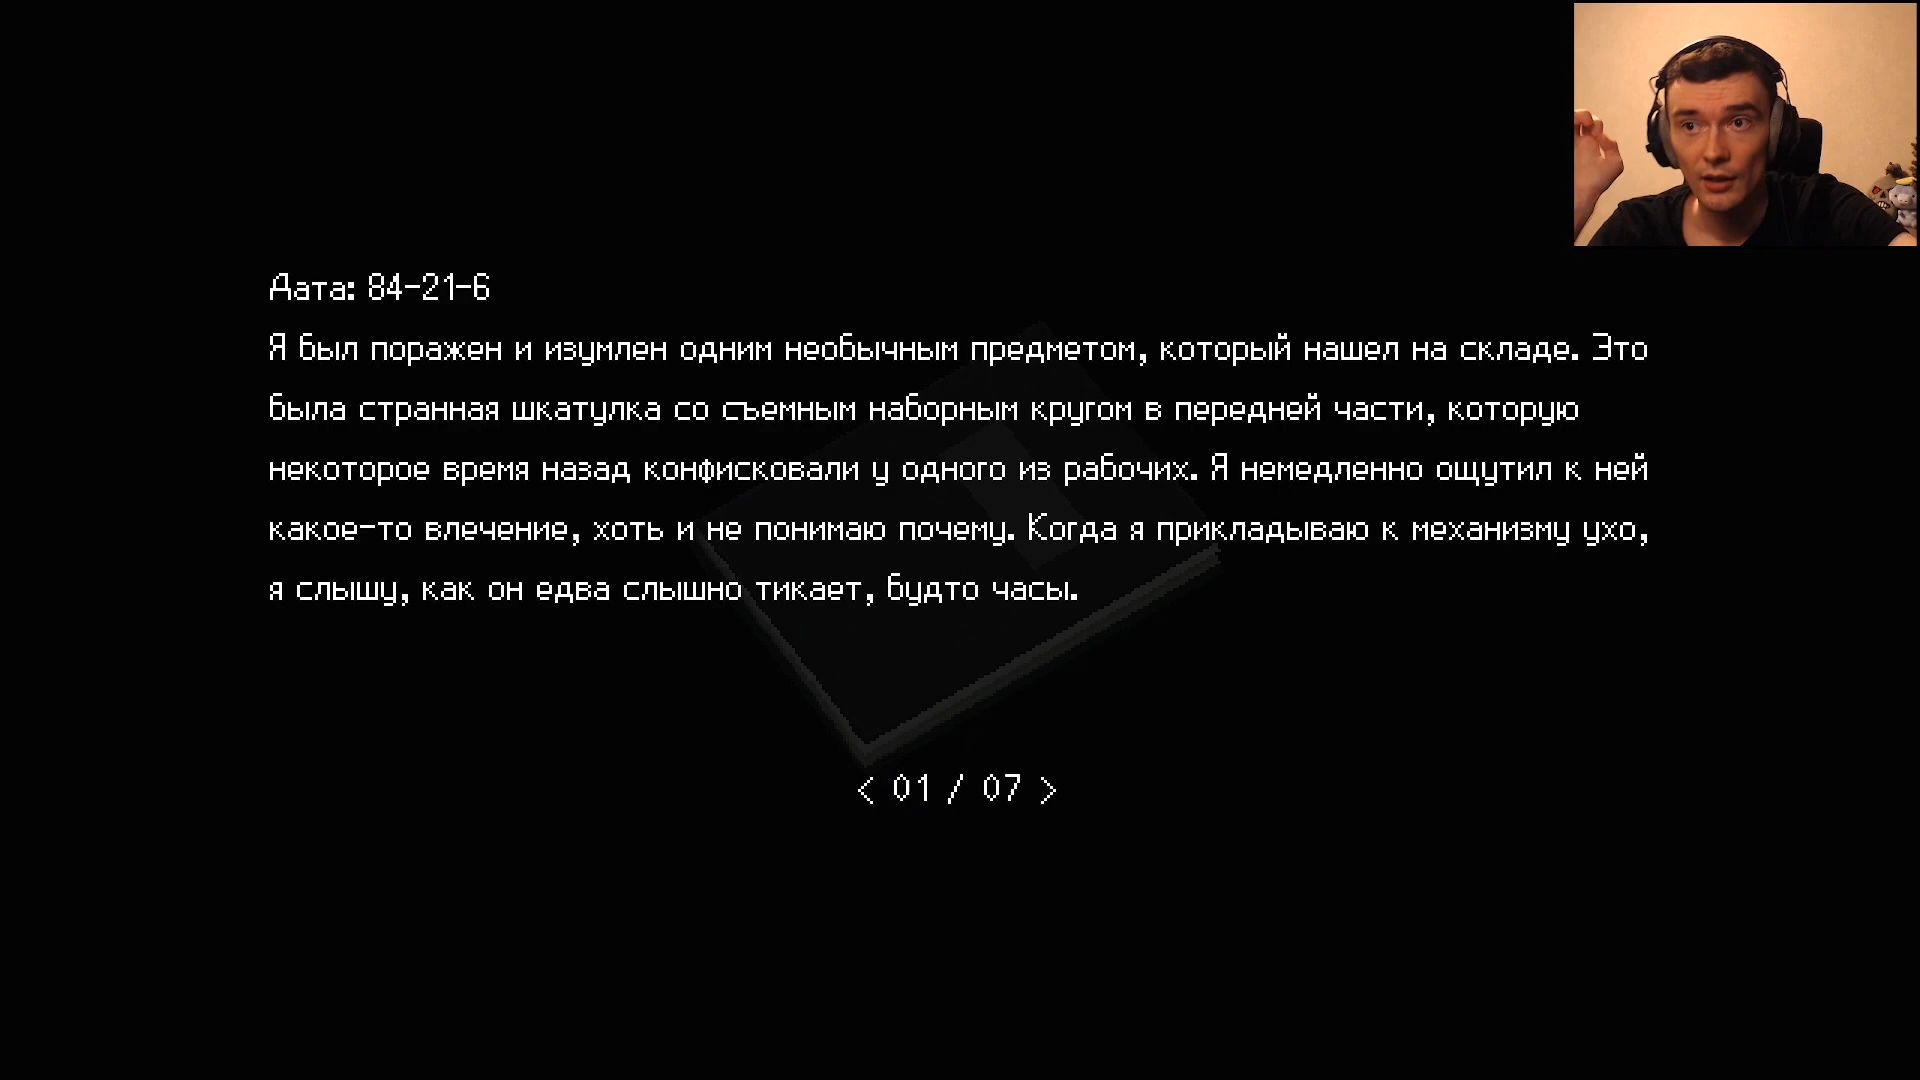 Дата: 84-21-6
Я был поражен и изумлен одним необычным предметом, который нашел на складе. Это
была странная шкатулка со съемным наборным кругом в передней части, которую
некоторое время назад конфисковали у одного из рабочих. Я немедленно ощутил к ней
какое-то влечение, хоть и не понимаю почему. Когда я прикладываю к механизму ухо,
я слышу, как он едва слышно тикает, будто часы.
< 01 / 07 >